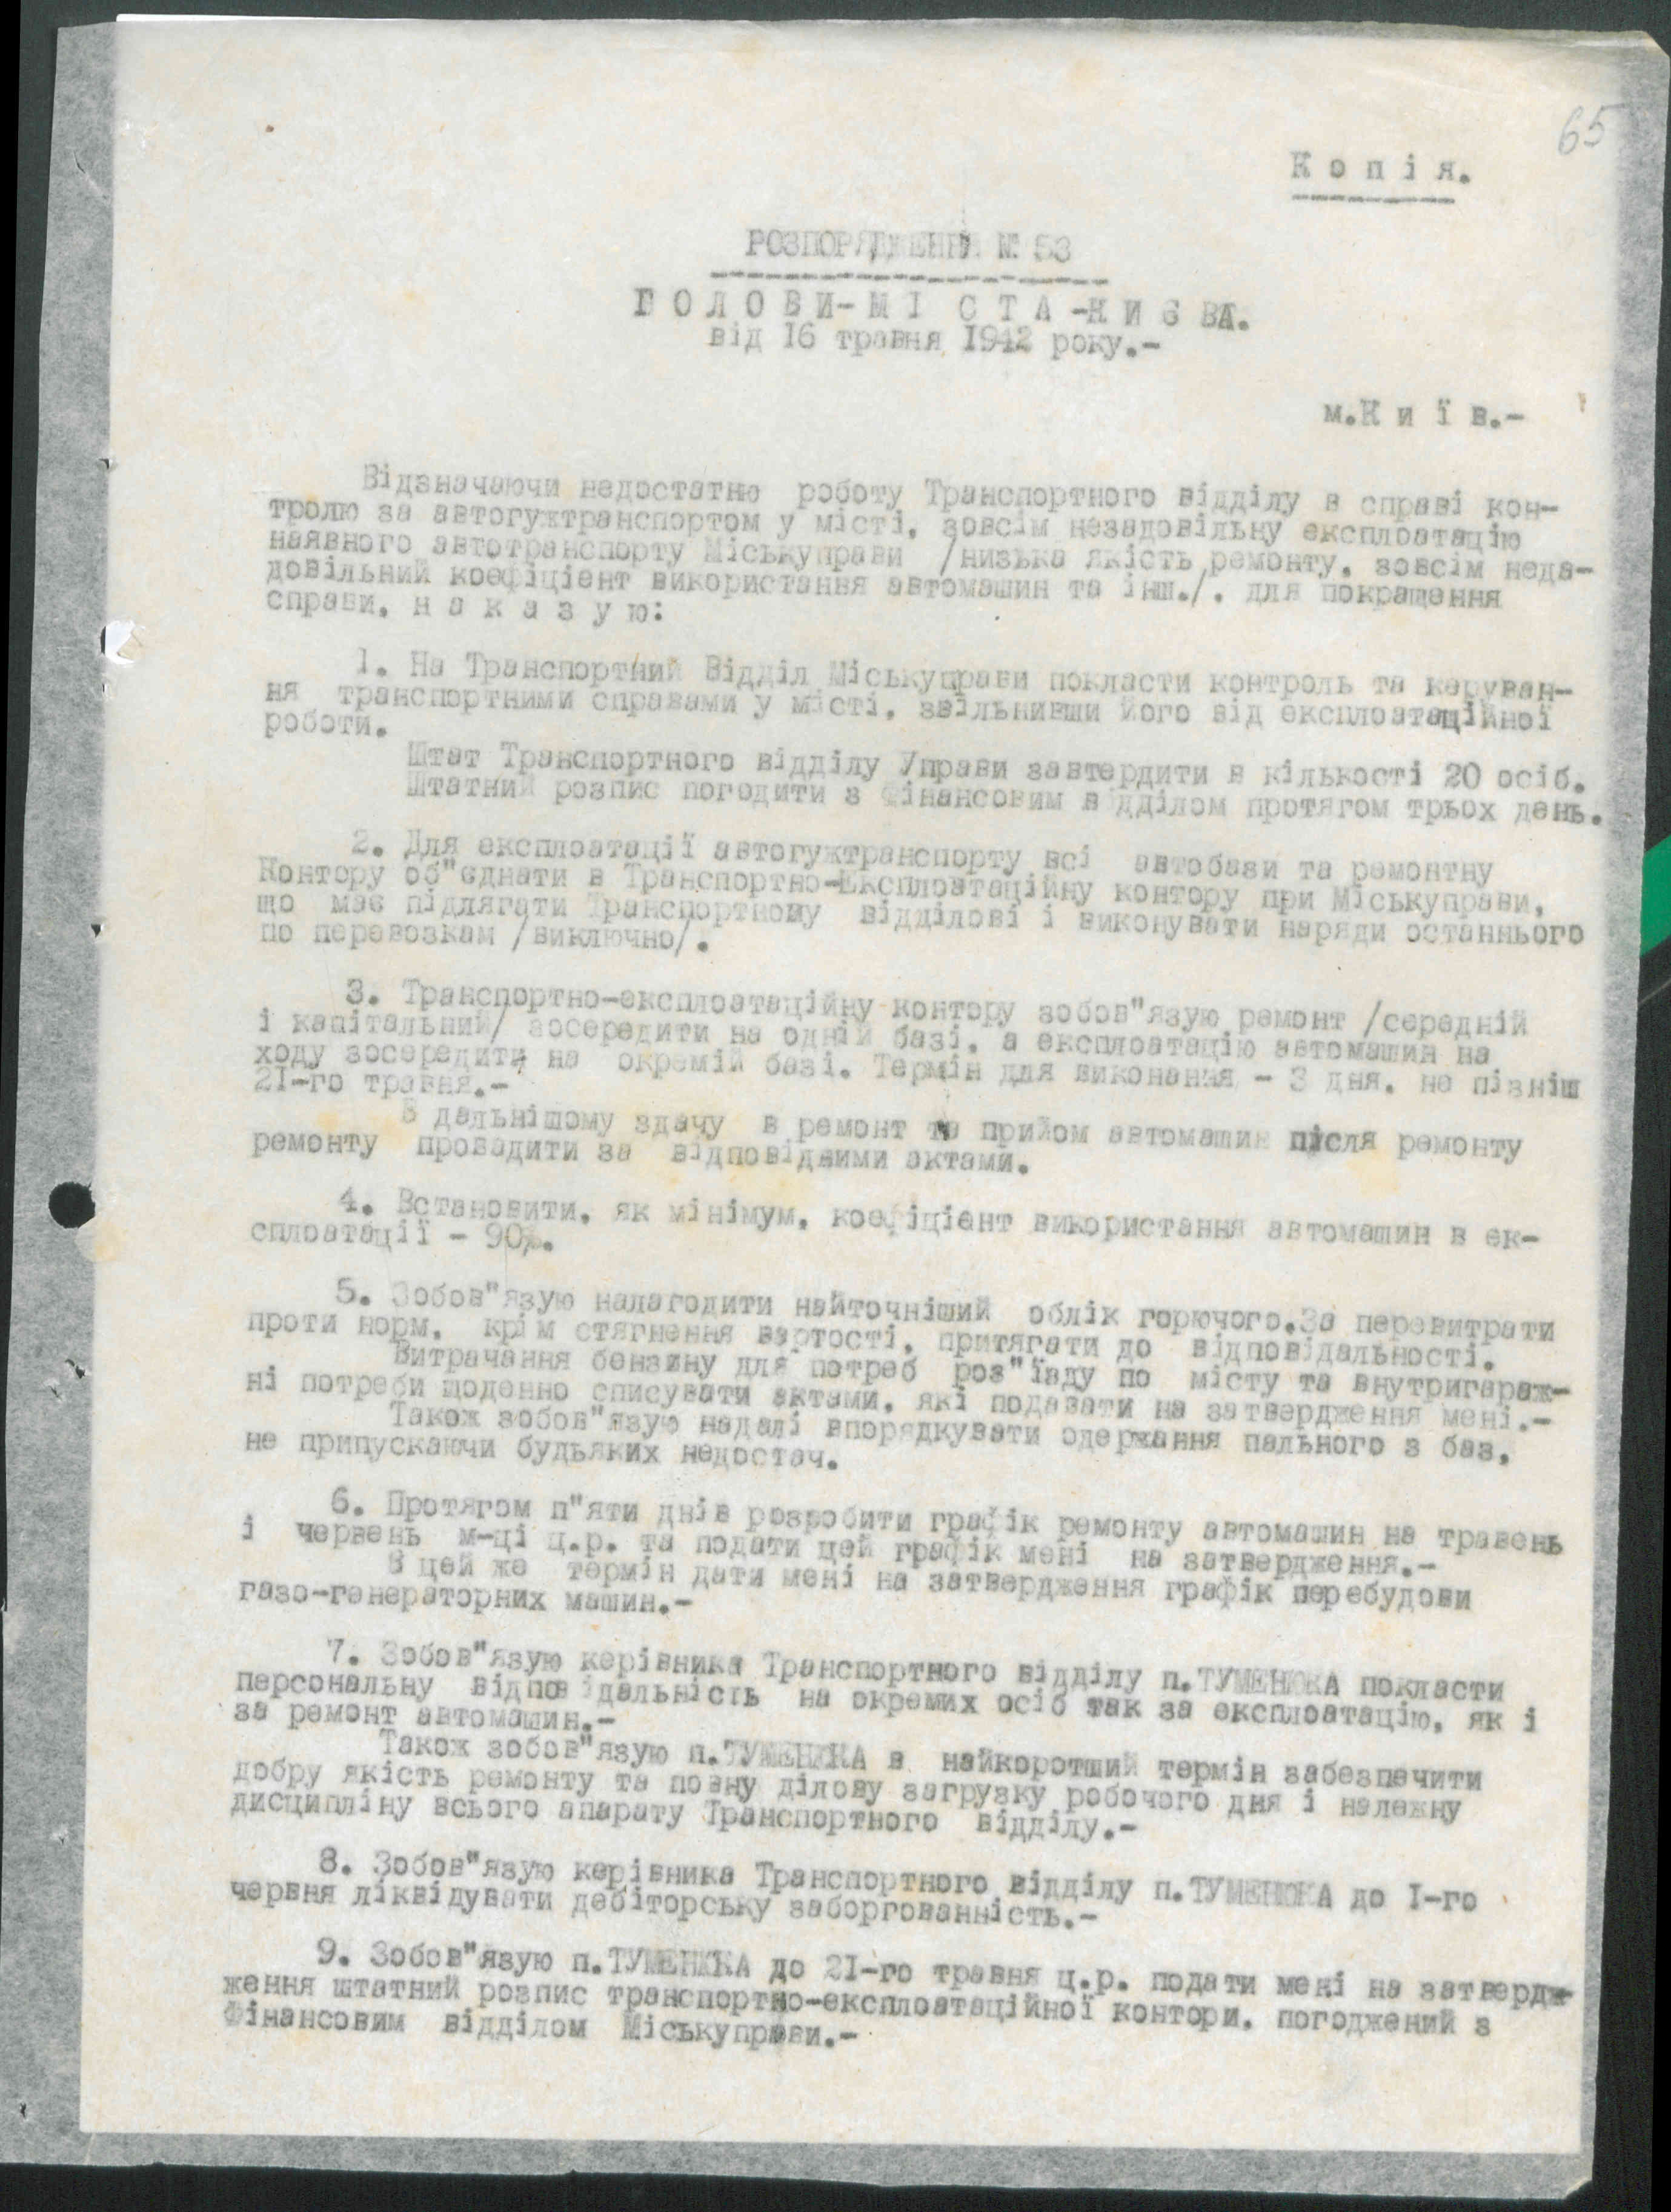 65
К о п і я.
РОЗПОРЯДЖЕННЯ № 53
Г О Л О В И - М І С Т А - К И Є ВА.
від 16 травня 1942 року.-
м.К и ї в.-
Відзначаючи недостатню роботу Транспортного відділу в справі кон-
тролю за автогужтранспортом у місті, зовсім незадовільну експлоатацію
наявного автотранспорту Міськуправи /низька якість ремонту, зовсім неза-
довільний коефіціент використання автомашин та інш./, для покращення
справи, н а к а з у ю:
1. На Транспортний Відділ Міськуправи покласти контроль та керуван-
ня транспортними справами у місті, звільнивши його від експлоатаційної
роботи.
Штат Транспортного відділу Управи завтердити в кількості 20 осіб.
Штатний розпис погодити з Фінансовим відділом протягом трьох день.
2. Для експлоатації автогужтранспорту всі автобази та ремонтну
Контору об"єднати в Транспортно-Експлоатаційну контору при Міськуправи,
що має підлягати Транспортному відділові і виконувати наряди останнього
по перевозкам /виключно/.
3. Транспортно-експлоатаційну контору зобов"язую ремонт /середній
і капітальний/ зосередити на одній базі, а експлоатацію автомашин на
ходу зосередити на окремій базі. Термін для виконання - 3 дня, не пізніш
21-го травня.-
В дальнішому здачу в ремонт та прийом автомашин після ремонту
ремонту проводити за відповідними актами.
4. Встановити, як мінімум, коефіціент використання автомашин в ек-
сплоатації - 90%.
5. Зобов"язую налагодити найточніший облік горючого.За перевитрати
проти норм, крім стягнення вартості, притягати до відповідальності.
Витрачання бензину для потреб роз"їзду по місту та внутригараж-
ні потреби щоденно списувати актами, які подавати на затвердження мені.-
Також зобов"язую надалі впорядкувати одержання пального з баз,
не припускаючи будьяких недостач.
6. Протягом п"яти днів розробити графік ремонту автомашин на травень
і червень м-ці ц.р. та подати цей графік мені на затвердження.-
В цей же термін дати мені на затвердження графік перебудови
газо-генераторних машин.-
7. Зобов"язую керівника Транспортного відділу п.ТУМЕНЮКА покласти
персональну відповідальність на окремих осіб так за експлоатацію, як і
за ремонт автомашин.-
Також зобов"язую п.ТУМЕНЮКА в найкоротший термін забезпечити
добру якість ремонту та повну ділову загрузку робочого дня і належну
дисципліну всього апарату Транспортного відділу.-
8. Зобов"язую керівника Транспортного відділу п.ТУМЕНЮКА до І-го
червня ліквідувати дебіторську заборгованність.-
9. Зобов"язую п.ТУМЕНЮКА до 21-го травня ц.р. подати мені на затвердж-
ження штатний розпис транспортно-експлоатаційної контори, погоджений з
Фінансовим відділом Міськуправи.-